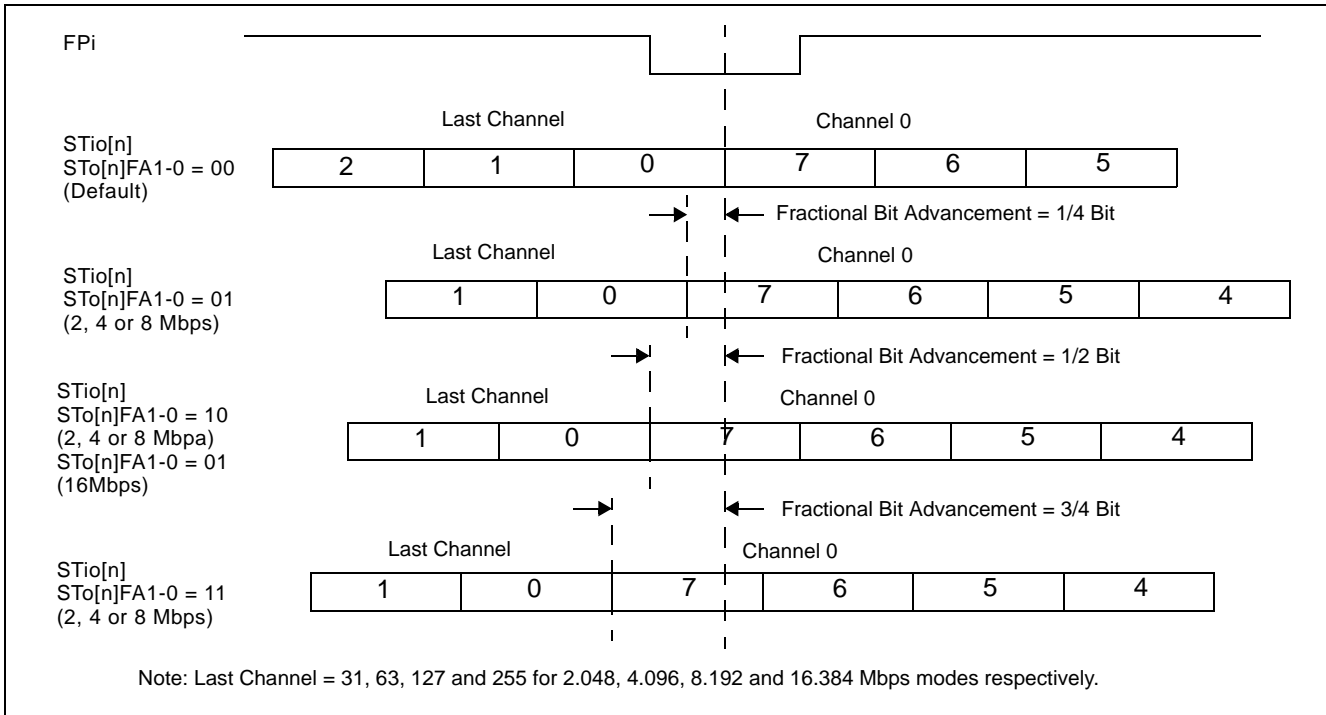 FPi
Last Channel Channel 0
STio[n]
STo[n]FA1-0 = 00
(Default)
2 1 0 7 6 5
Fractional Bit Advancement = 1/4 Bit
Last Channel Channel 0
STio[n]
STo[n]FA1-0 = 01
(2, 4 or 8 Mbps)
1 0 7 6 5 4
Fractional Bit Advancement = 1/2 Bit
Last Channel Channel 0
STio[n]
STo[n]FA1-0 = 10
(2, 4 or 8 Mbpa)
STo[n]FA1-0 = 01
(16Mbps)
1 0 7 6 5 4
Fractional Bit Advancement = 3/4 Bit
Last Channel Channel 0
STio[n]
STo[n]FA1-0 = 11
(2, 4 or 8 Mbps)
1 0 7 6 5 4
Note: Last Channel = 31, 63, 127 and 255 for 2.048, 4.096, 8.192 and 16.384 Mbps modes respectively.